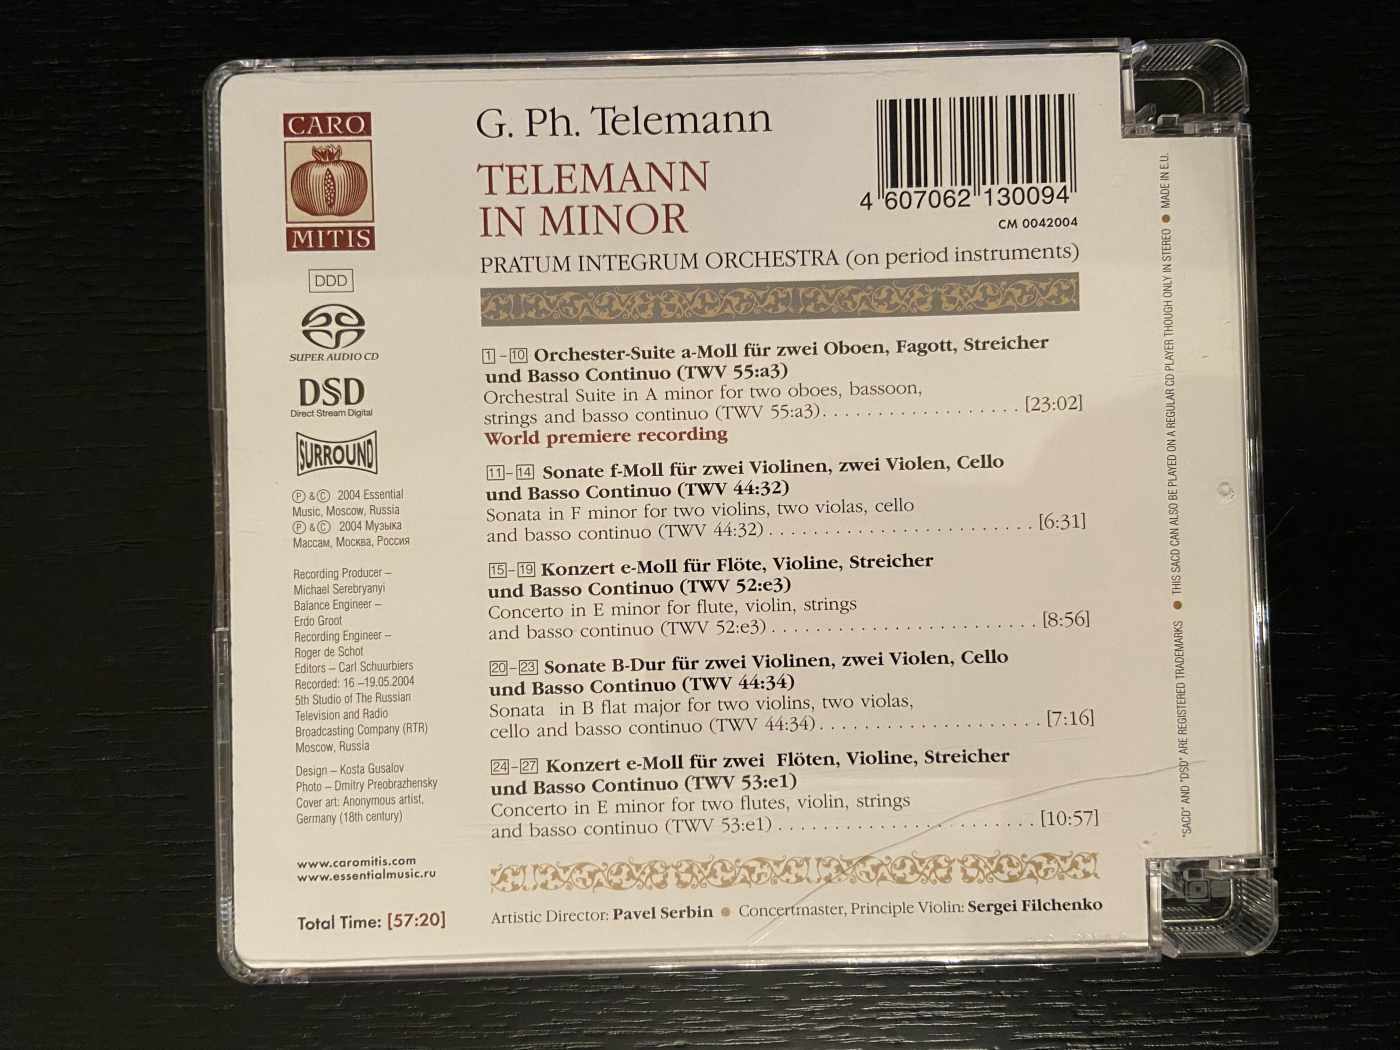 CARO
MITIS
DDD
SUPER AUDIO CD
DSD
Direct Stream Digital
SURROUND
℗ & © 2004 Essential
Music, Moscow, Russia
℗ & © 2004 Музыка
Массам, Москва, Россия
Recording Producer –
Michael Serebryanyi
Balance Engineer –
Erdo Groot
Recording Engineer –
Roger de Schot
Editors – Carl Schuurbiers
Recorded: 16 –19.05.2004
5th Studio of The Russian
Television and Radio
Broadcasting Company (RTR)
Moscow, Russia
Design – Kosta Gusalov
Photo – Dmitry Preobrazhensky
Cover art: Anonymous artist,
Germany (18th century)
www.caromitis.com
www.essentialmusic.ru
Total Time: [57:20]
G. Ph. Telemann
TELEMANN
IN MINOR
4 607062 130094
CM 0042004
PRATUM INTEGRUM ORCHESTRA (on period instruments)
1 – 10 Orchester-Suite a-Moll für zwei Oboen, Fagott, Streicher
und Basso Continuo (TWV 55:a3)
Orchestral Suite in A minor for two oboes, bassoon,
strings and basso continuo (TWV 55:a3). . . . . . . . . . . . . . . . . . . [23:02]
World premiere recording
11 – 14 Sonate f-Moll für zwei Violinen, zwei Violen, Cello
und Basso Continuo (TWV 44:32)
Sonata in F minor for two violins, two violas, cello
and basso continuo (TWV 44:32) . . . . . . . . . . . . . . . . . . . . . . . . . [6:31]
15 – 19 Konzert e-Moll für Flöte, Violine, Streicher
und Basso Continuo (TWV 52:e3)
Concerto in E minor for flute, violin, strings
and basso continuo (TWV 52:e3) . . . . . . . . . . . . . . . . . . . . . . . . . [8:56]
20 – 23 Sonate B-Dur für zwei Violinen, zwei Violen, Cello
und Basso Continuo (TWV 44:34)
Sonata in B flat major for two violins, two violas,
cello and basso continuo (TWV 44:34) . . . . . . . . . . . . . . . . . . . . . [7:16]
24 – 27 Konzert e-Moll für zwei Flöten, Violine, Streicher
und Basso Continuo (TWV 53:e1)
Concerto in E minor for two flutes, violin, strings
and basso continuo (TWV 53:e1) . . . . . . . . . . . . . . . . . . . . . . . . [10:57]
Artistic Director: Pavel Serbin ● Concertmaster, Principle Violin: Sergei Filchenko
"SACD" AND "DSD" ARE REGISTERED TRADEMARKS ● THIS SACD CAN ALSO BE PLAYED ON A REGULAR CD PLAYER THOUGH ONLY IN STEREO ● MADE IN E.U.